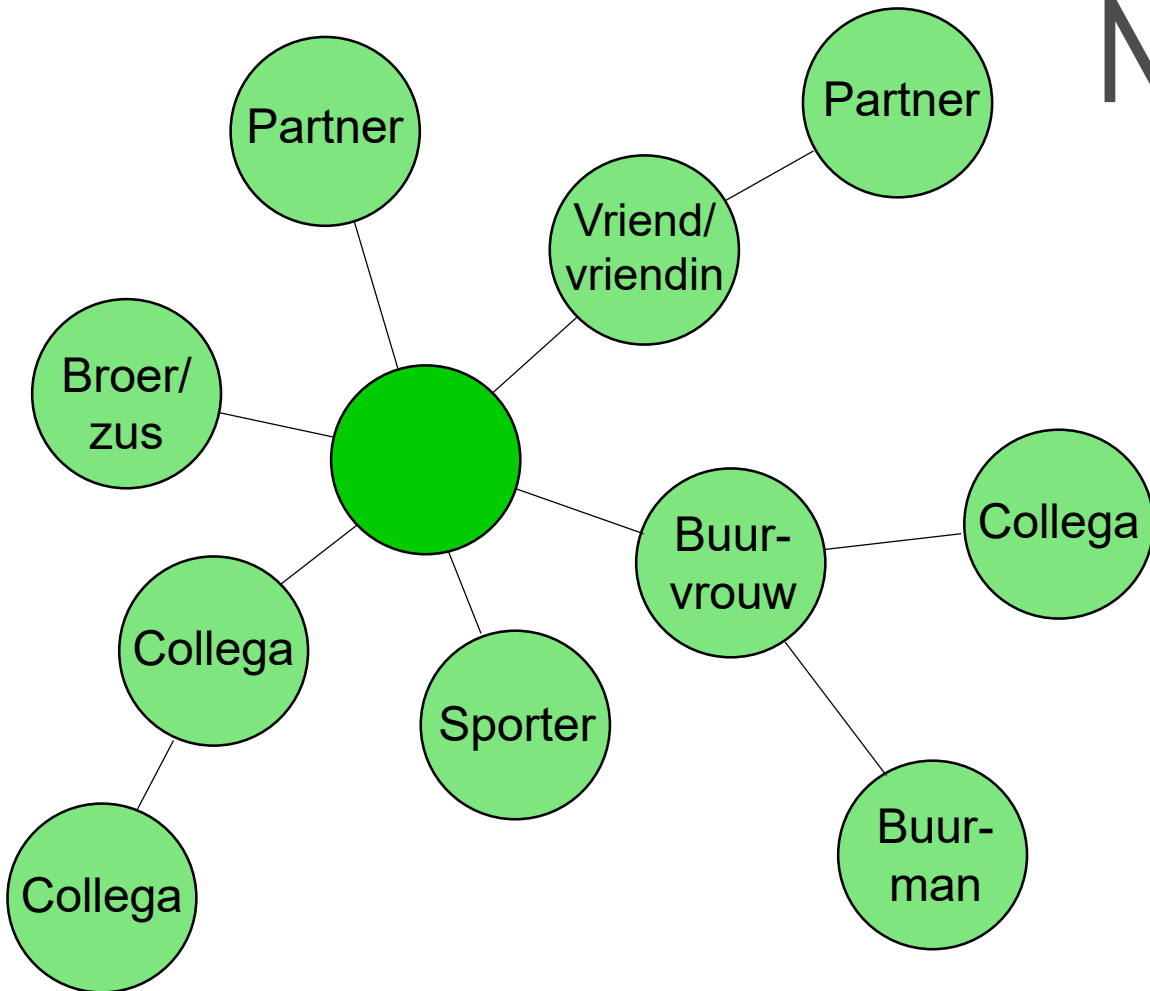 Partner
Partner
Vriend/
vriendin
Broer/
zus
Buur-
vrouw
Collega
Collega
Sporter
Buur-
man
Collega